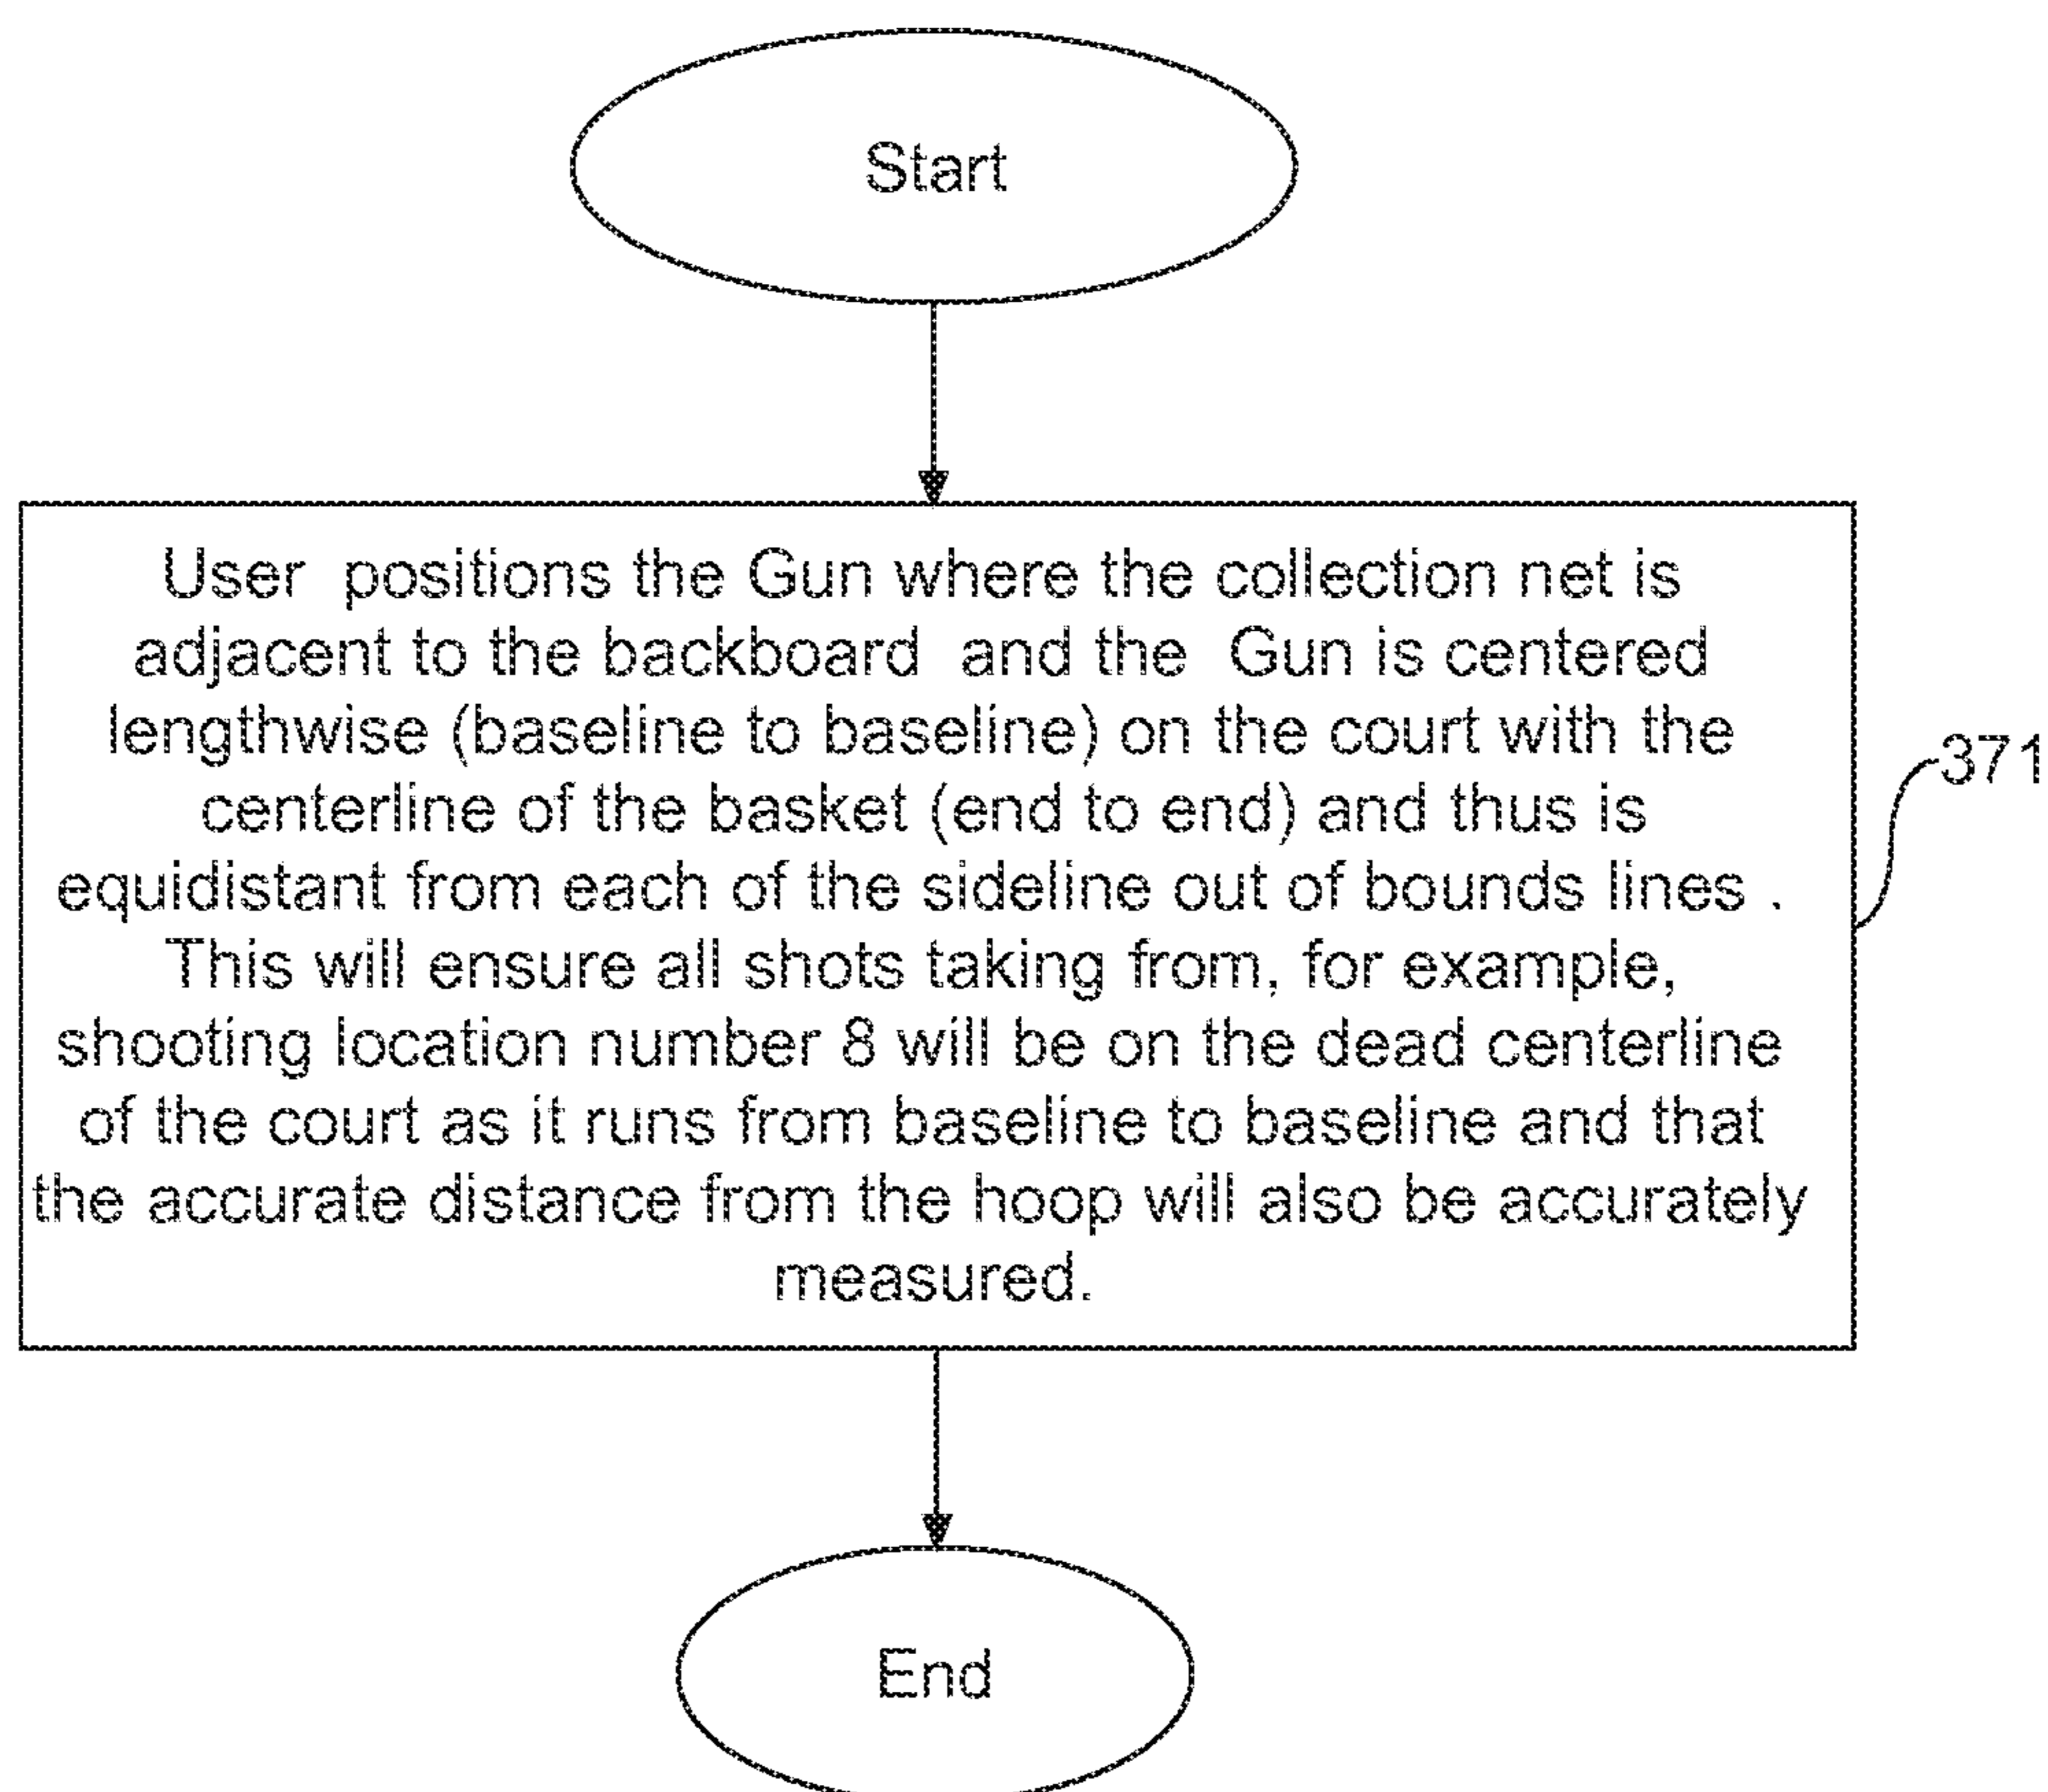 Start
User positions the Gun where the collection net is
adjacent to the backboard and the Gun is centered
lengthwise (baseline to baseline) on the court with the
centerline of the basket (end to end) and thus is
equidistant from each of the sideline out of bounds lines .
This will ensure all shots taking from, for example,
shooting location number 8 will be on the dead centerline
of the court as it runs from baseline to baseline and that
the accurate distance from the hoop will also be accurately
measured.
371
End